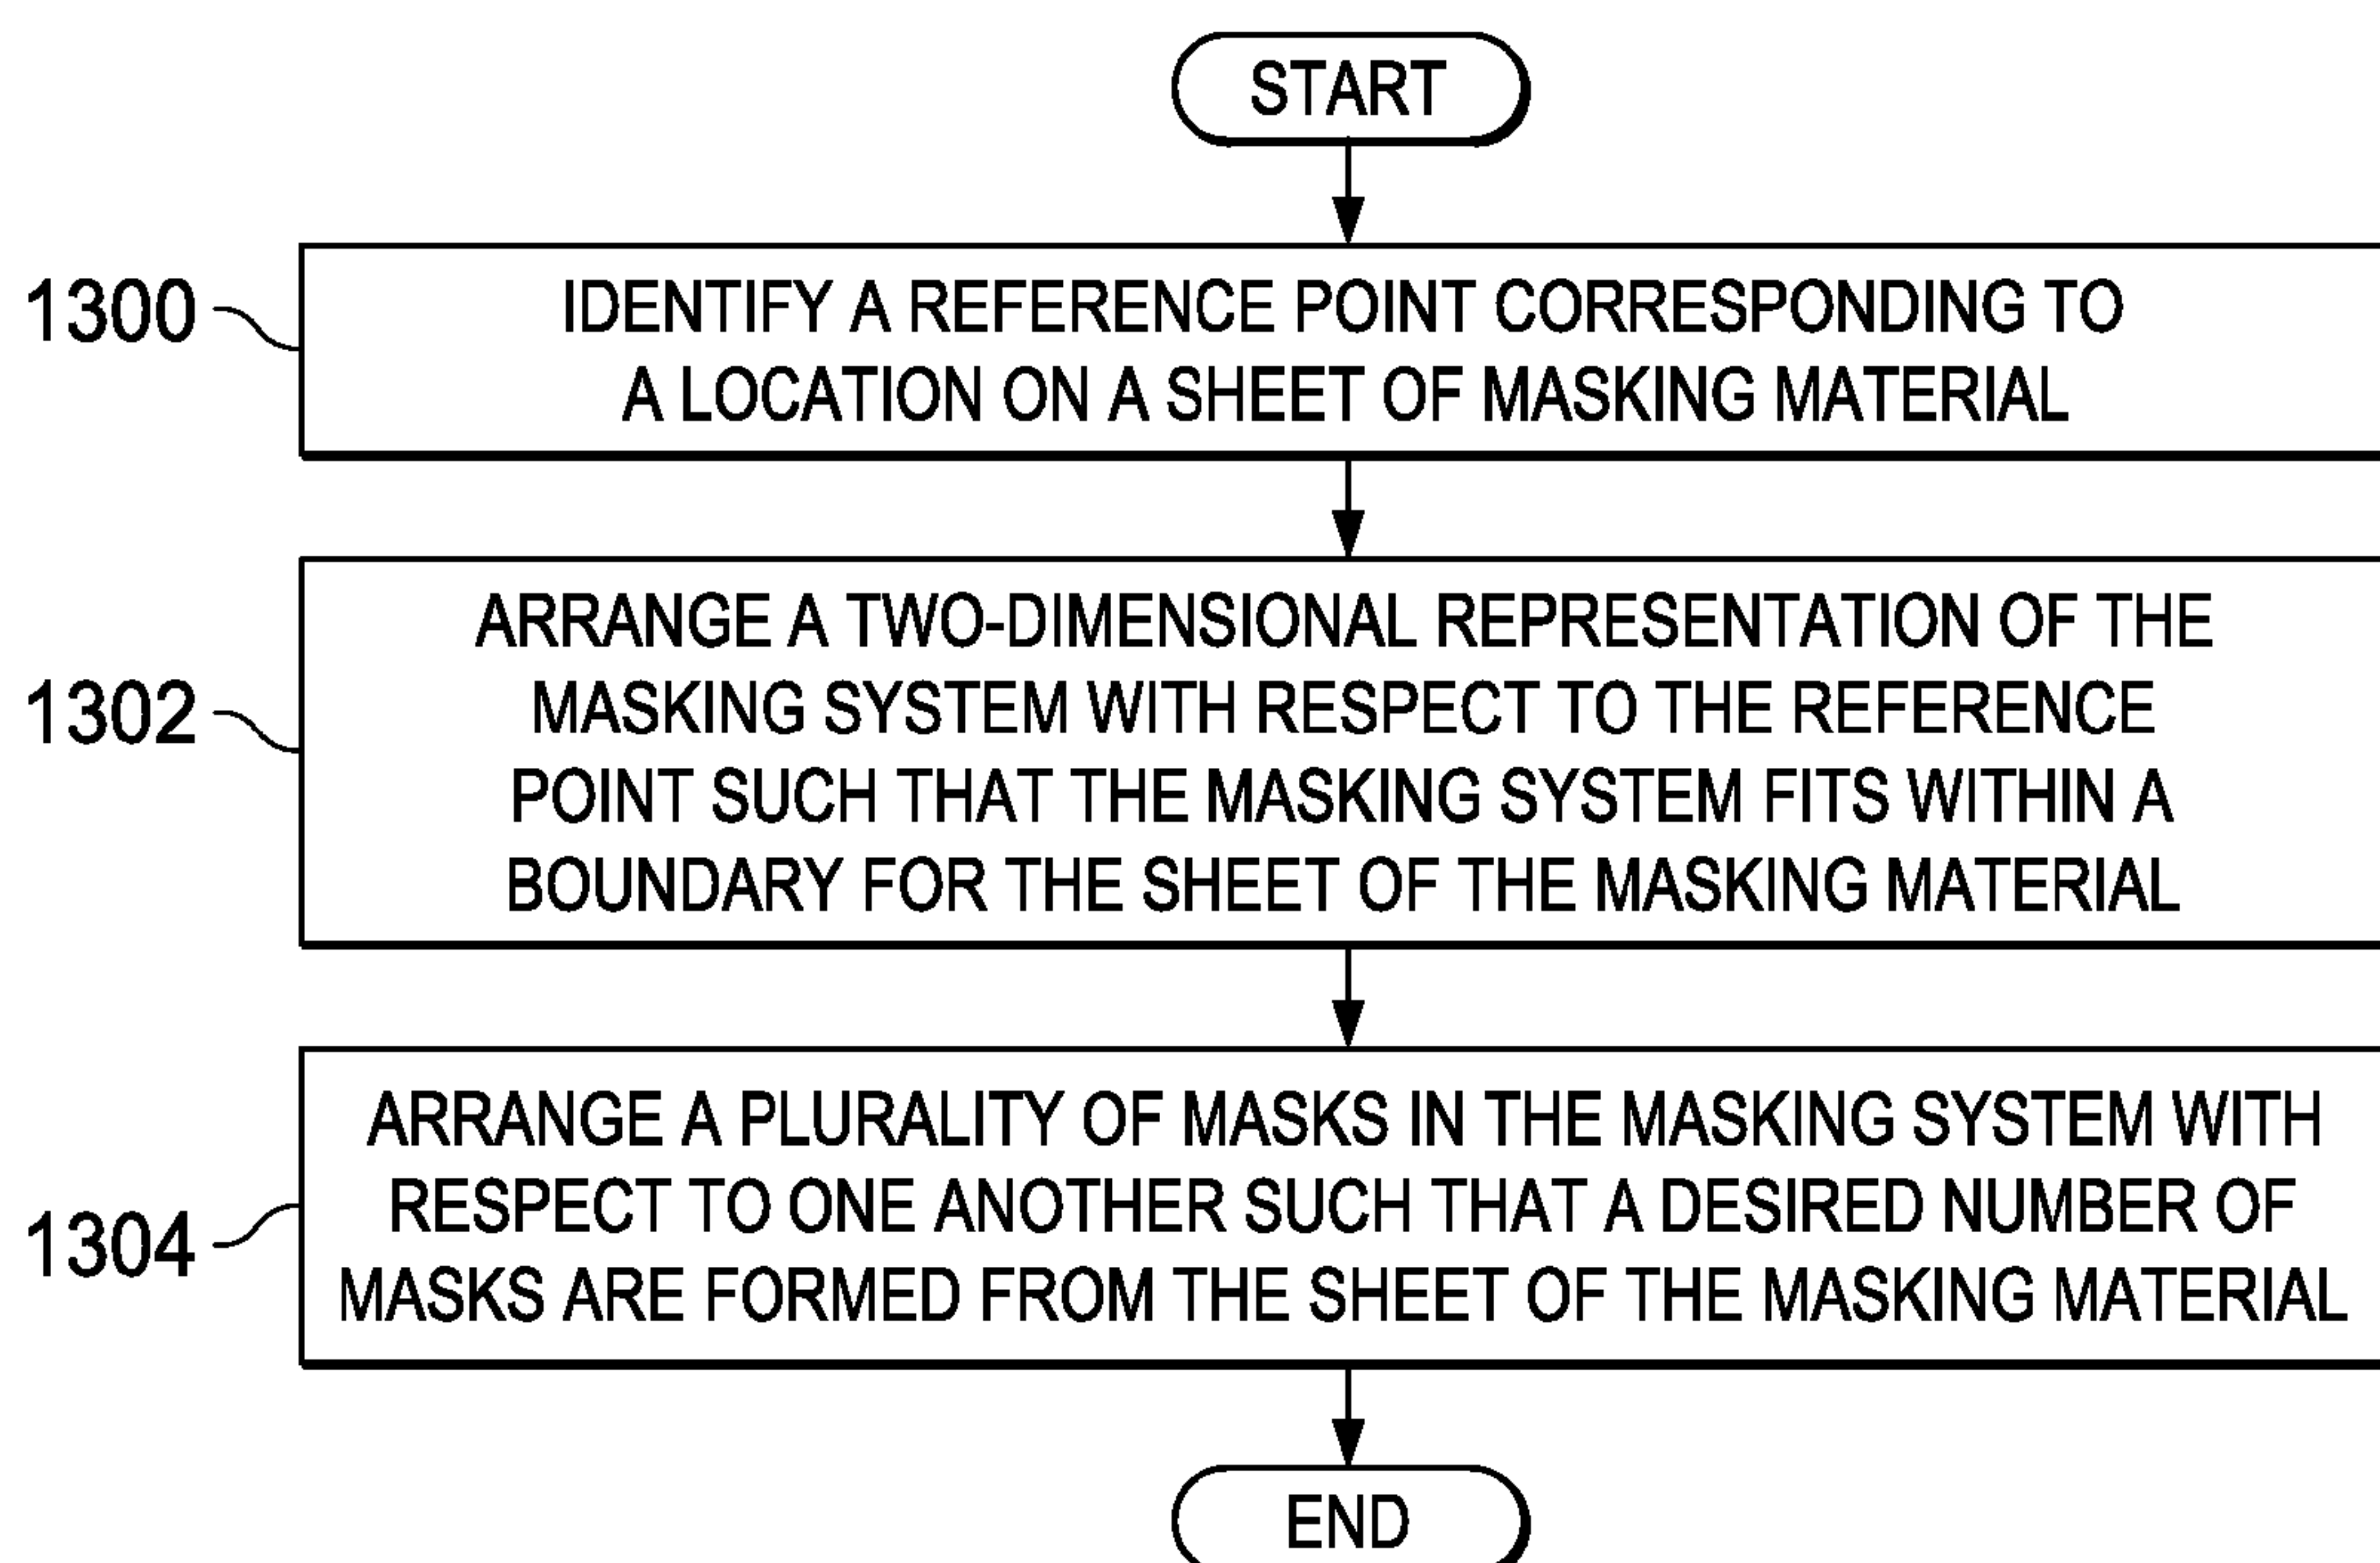 START
1300
IDENTIFY A REFERENCE POINT CORRESPONDING TO
A LOCATION ON A SHEET OF MASKING MATERIAL
1302
ARRANGE A TWO-DIMENSIONAL REPRESENTATION OF THE
MASKING SYSTEM WITH RESPECT TO THE REFERENCE
POINT SUCH THAT THE MASKING SYSTEM FITS WITHIN A
BOUNDARY FOR THE SHEET OF THE MASKING MATERIAL
1304
ARRANGE A PLURALITY OF MASKS IN THE MASKING SYSTEM WITH
RESPECT TO ONE ANOTHER SUCH THAT A DESIRED NUMBER OF
MASKS ARE FORMED FROM THE SHEET OF THE MASKING MATERIAL
END